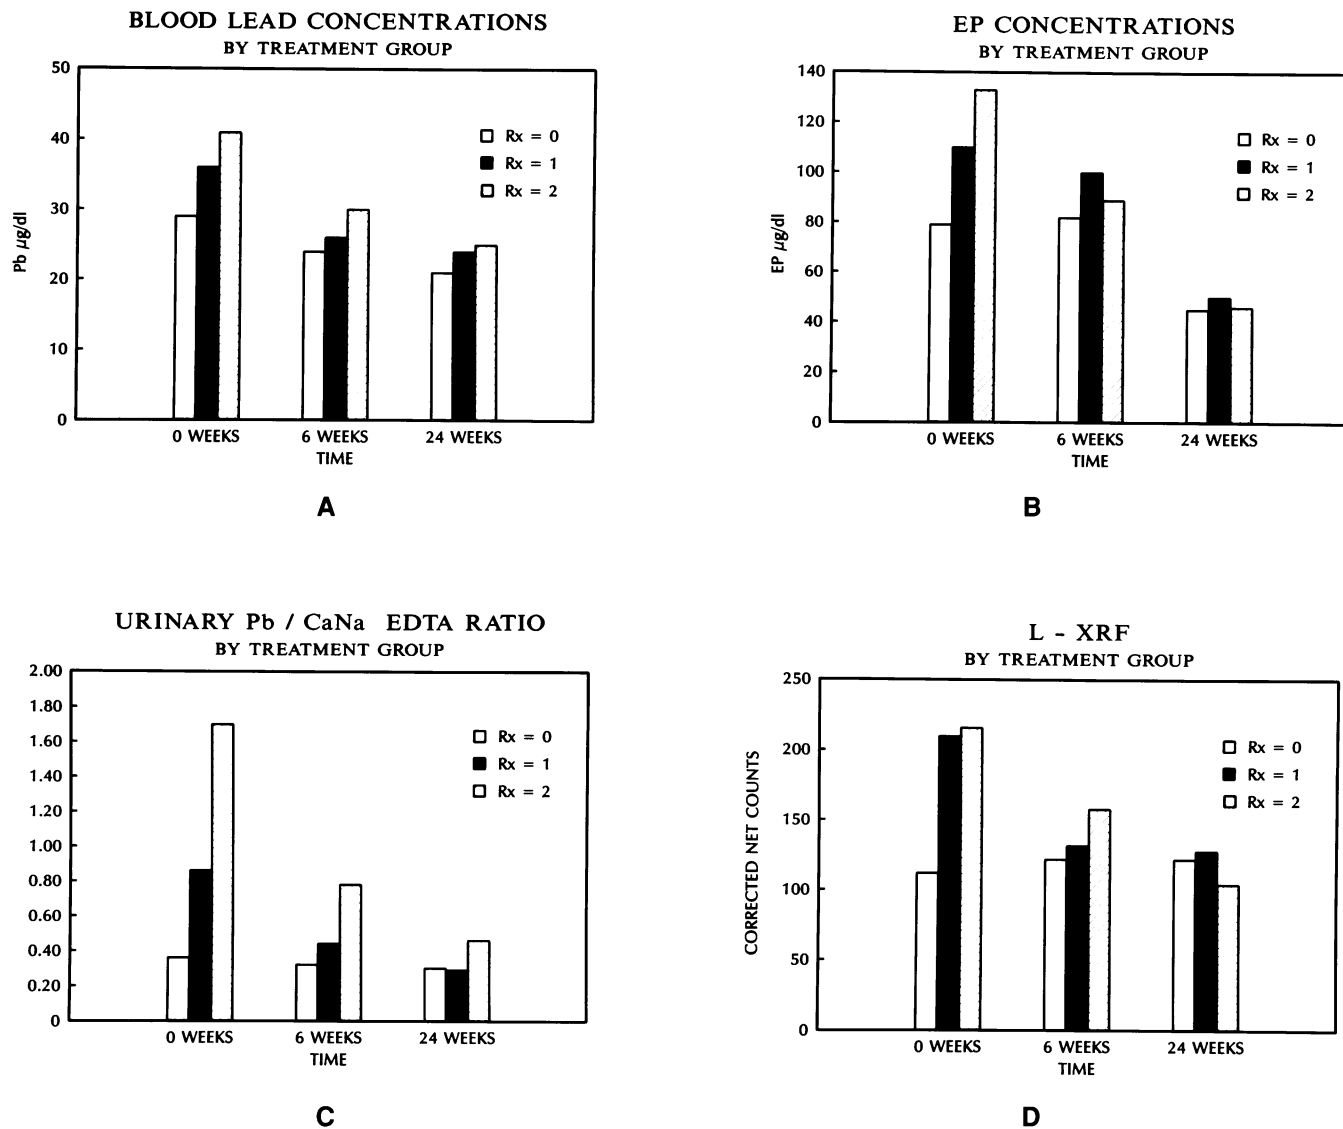 BLOOD LEAD CONCENTRATIONS
BY TREATMENT GROUP
50
40
30
20
10
0
Pb µg/dl
Rx = 0
Rx = 1
Rx = 2
0 WEEKS
6 WEEKS
24 WEEKS
TIME
A
EP CONCENTRATIONS
BY TREATMENT GROUP
140
120
100
80
60
40
20
0
EP µg/dl
Rx = 0
Rx = 1
Rx = 2
0 WEEKS
6 WEEKS
24 WEEKS
TIME
B
URINARY Pb / CaNa EDTA RATIO
BY TREATMENT GROUP
2.00
1.80
1.60
1.40
1.20
1.00
0.80
0.60
0.40
0.20
0
Rx = 0
Rx = 1
Rx = 2
0 WEEKS
6 WEEKS
24 WEEKS
TIME
C
L - XRF
BY TREATMENT GROUP
250
200
150
100
50
0
CORRECTED NET COUNTS
Rx = 0
Rx = 1
Rx = 2
0 WEEKS
6 WEEKS
24 WEEKS
TIME
D